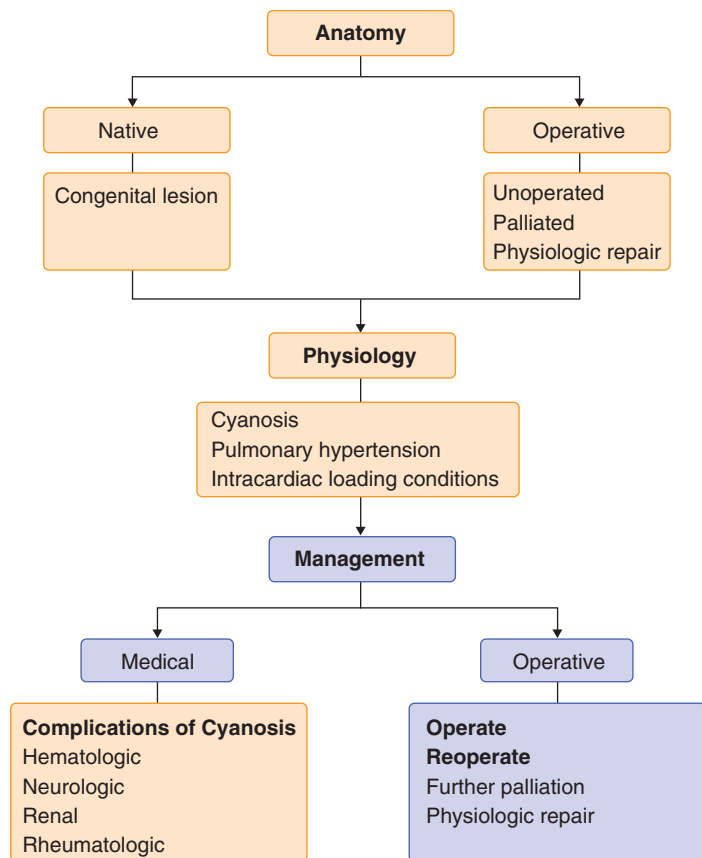 Anatomy
Native
Operative
Congenital lesion
Unoperated
Palliated
Physiologic repair
Physiology
Cyanosis
Pulmonary hypertension
Intracardiac loading conditions
Management
Medical
Operative
Complications of Cyanosis
Hematologic
Neurologic
Renal
Rheumatologic
Operate
Reoperate
Further palliation
Physiologic repair